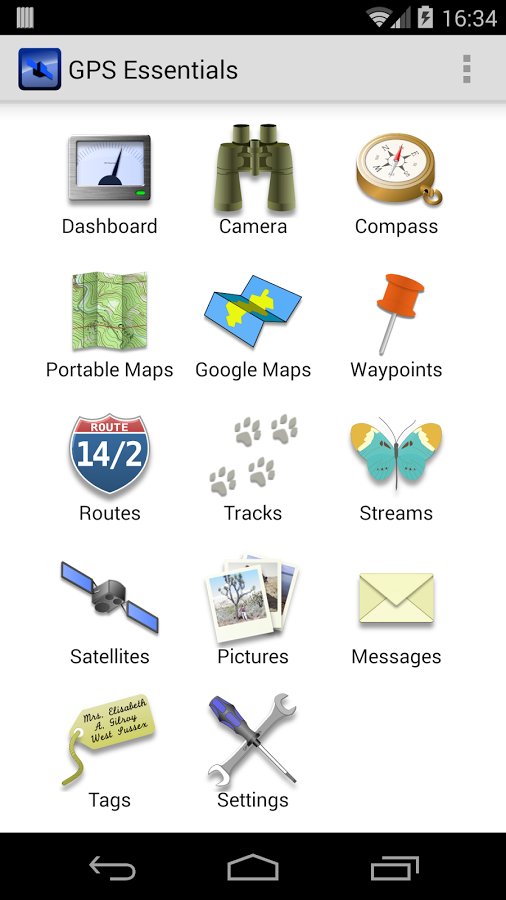 16:34
GPS Essentials
Dashboard
Camera
Compass
Portable Maps
Google Maps
Waypoints
ROUTE
14/2
Routes
Tracks
Streams
Satellites
Pictures
Messages
Mrs. Elisabeth
A. Gilroy
West Sussex
Tags
Settings